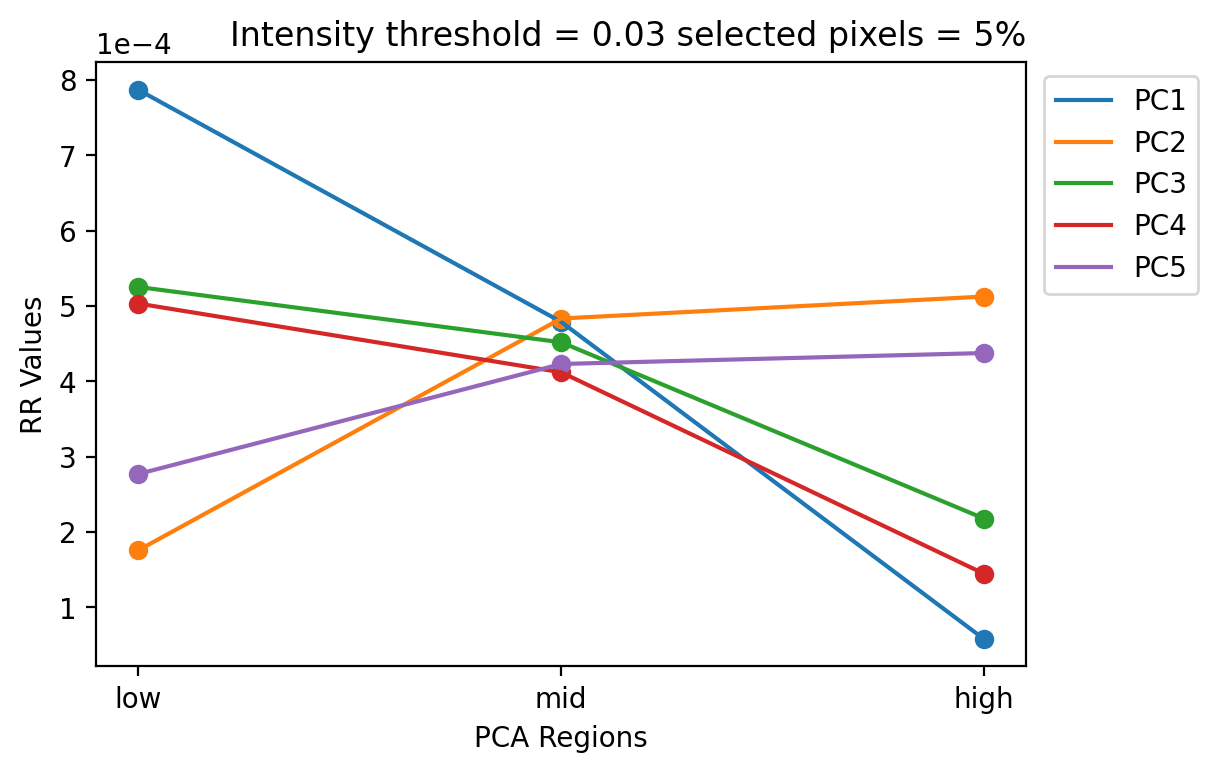 Intensity threshold = 0.03 selected pixels = 5%
1e−4
8
7
6
5
4
3
2
1
RR Values
low
mid
high
PCA Regions
PC1
PC2
PC3
PC4
PC5